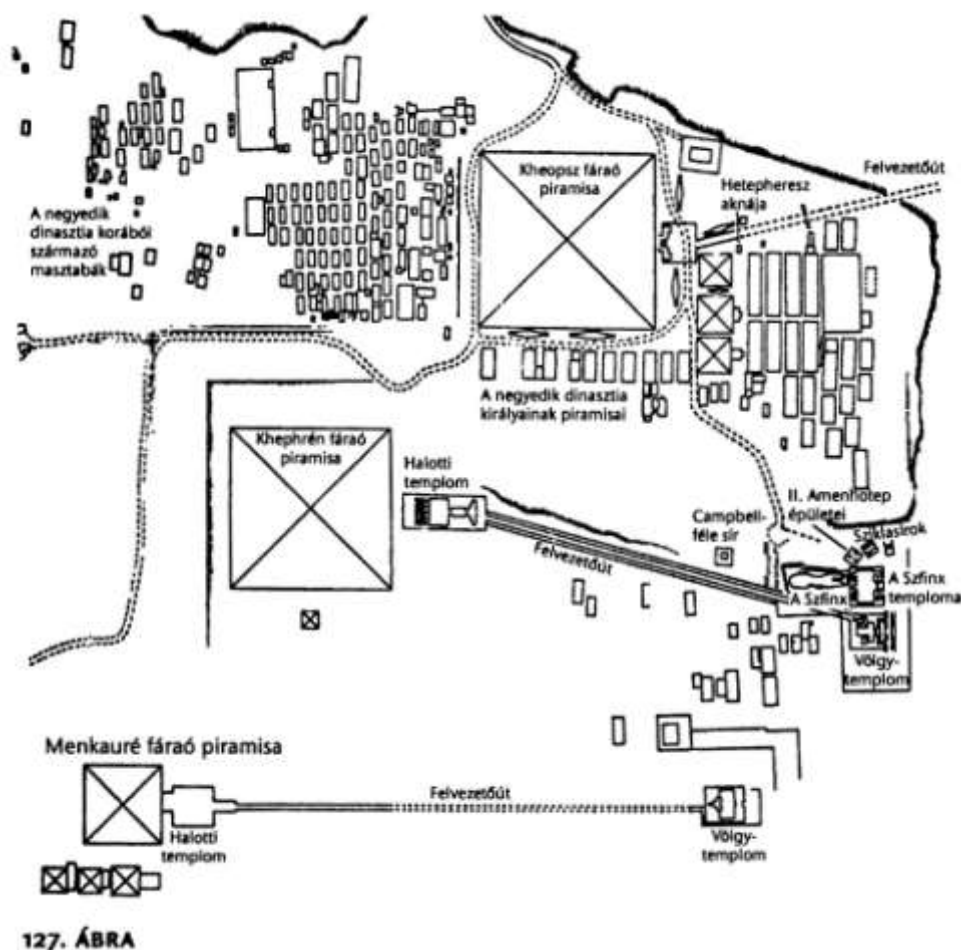 Kheopsz fáraó
piramisa
Felvezetőút
Hetepheresz
aknája
A negyedik
dinasztia korából
származó
masztabák
A negyedik dinasztia
királyainak piramisai
Khephrén fáraó
piramisa
Halotti
templom
II. Amenhotep
épületei
Campbell-
féle sír
Sziklasírok
Felvezetőút
A Szfinx
A Szfinx
temploma
Völgy-
templom
Menkauré fáraó piramisa
Felvezetőút
Halotti
templom
Völgy-
templom
127. ÁBRA